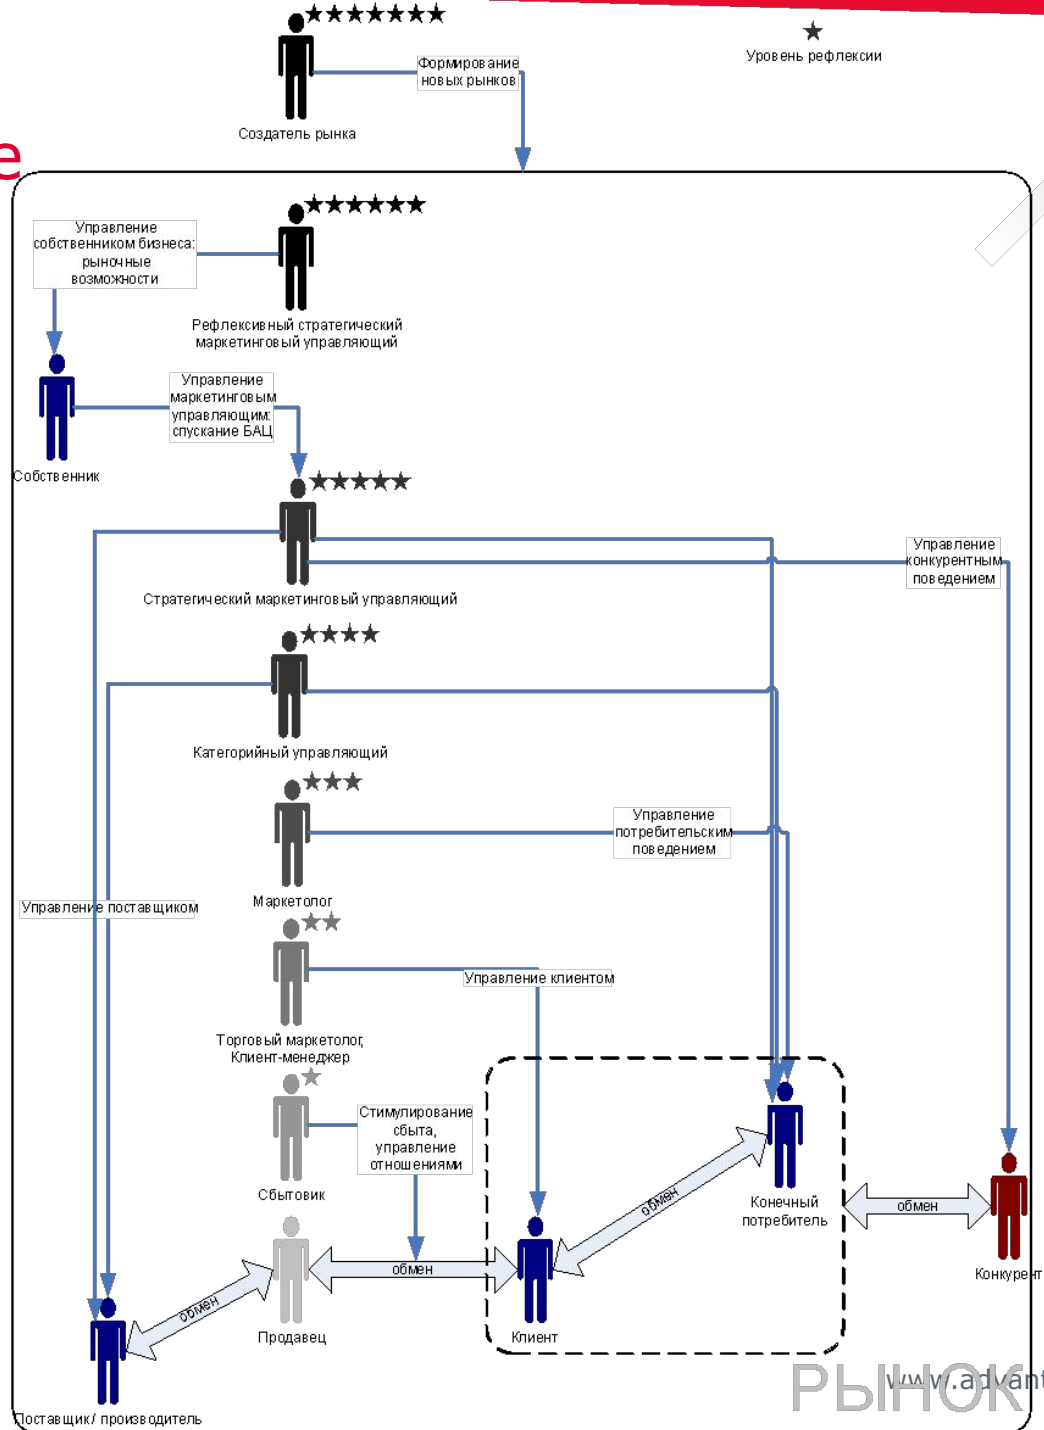 Формирование
новых рынков
Уровень рефлексии
Создатель рынка
е
Управление
собственником бизнеса:
рыночные
возможности
Рефлексивный стратегический
маркетинговый управляющий
Управление
маркетинговым
управляющим:
спускание БАЦ
Собственник
Управление
конкурентным
поведением
Стратегический маркетинговый управляющий
Категорийный управляющий
Управление
потребительским
поведением
Маркетолог
Управление поставщиком
Управление клиентом
Торговый маркетолог,
Клиент-менеджер
Стимулирование
сбыта,
управление
отношениями
Сбытовик
Конечный
потребитель
обмен
обмен
обмен
обмен
Конкурент
Продавец
Клиент
РЫНОК
www.advant
Поставщик / производитель